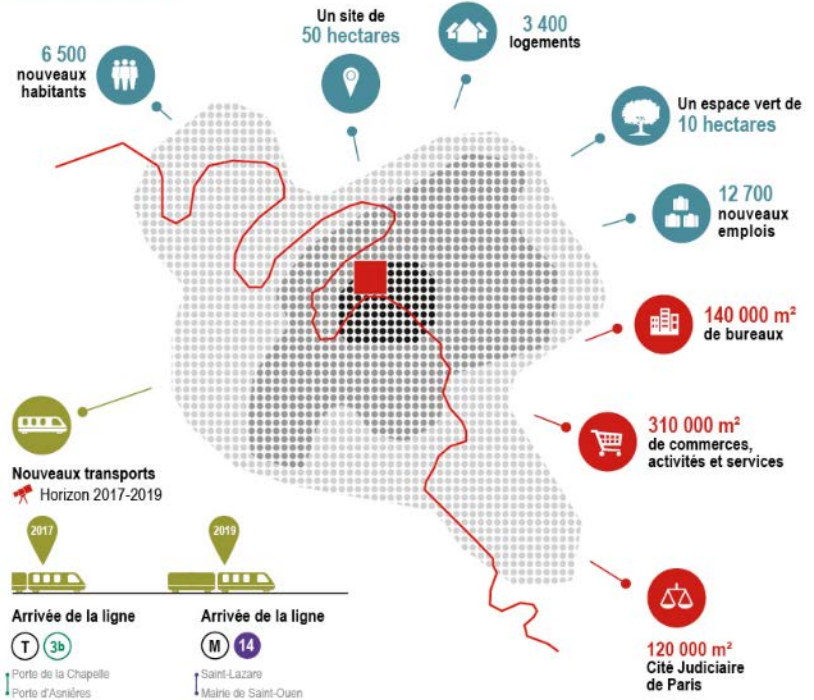 6 500
nouveaux
habitants
Un site de
50 hectares
3 400
logements
Un espace vert de
10 hectares
12 700
nouveaux
emplois
140 000 m²
de bureaux
310 000 m²
de commerces,
activités et services
120 000 m²
Cité Judiciaire
de Paris
Nouveaux transports
Horizon 2017-2019
2017
2019
Arrivée de la ligne
T 3b
Porte de la Chapelle
Porte d'Asnières
Arrivée de la ligne
M 14
Saint-Lazare
Mairie de Saint-Ouen